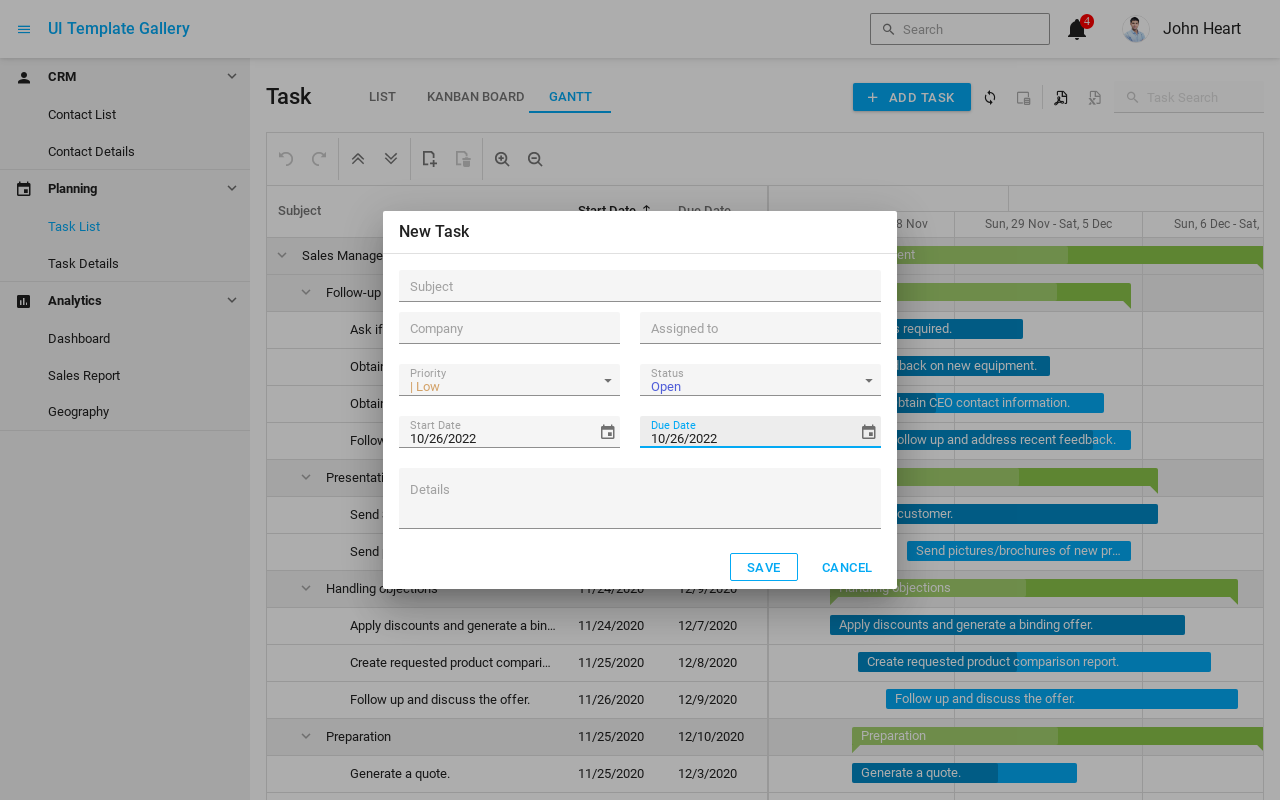 UI Template Gallery
Search
4
John Heart
CRM
Contact List
Contact Details
Planning
Task List
Task Details
Analytics
Dashboard
Sales Report
Geography
Task
LIST
KANBAN BOARD
GANTT
ADD TASK
Task Search
Subject
Start Date
Due Date
8 Nov
Sun, 29 Nov - Sat, 5 Dec
Sun, 6 Dec - Sat,
Sales Manage
ent
Follow-up
Ask if
s required.
Obtain
back on new equipment.
Obtain
btain CEO contact information.
Follow
ollow up and address recent feedback.
Presentati
Send
customer.
Send
Send pictures/brochures of new pr...
Handling objections 11/24/2020 12/9/2020
Handling objections
Apply discounts and generate a bin... 11/24/2020 12/7/2020
Apply discounts and generate a binding offer.
Create requested product compari... 11/25/2020 12/8/2020
Create requested product comparison report.
Follow up and discuss the offer. 11/26/2020 12/9/2020
Follow up and discuss the offer.
Preparation 11/25/2020 12/10/2020
Preparation
Generate a quote. 11/25/2020 12/3/2020
Generate a quote.
New Task
Subject
Company
Assigned to
Priority
| Low
Status
Open
Start Date
10/26/2022
Due Date
10/26/2022
Details
SAVE
CANCEL